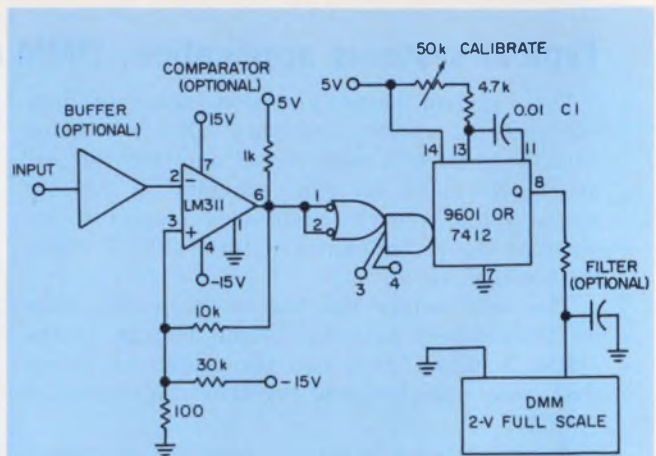 50k CALIBRATE
COMPARATOR
(OPTIONAL)
5V
5V
4.7k
BUFFER
(OPTIONAL)
15V
0.01 C1
1k
7
14
13
11
INPUT
2
-
LM311
6
1
Q
8
3
+
1
2
9601 OR
7412
4
-15V
3
4
7
FILTER
(OPTIONAL)
10k
30k
-15V
100
DMM
2-V FULL SCALE